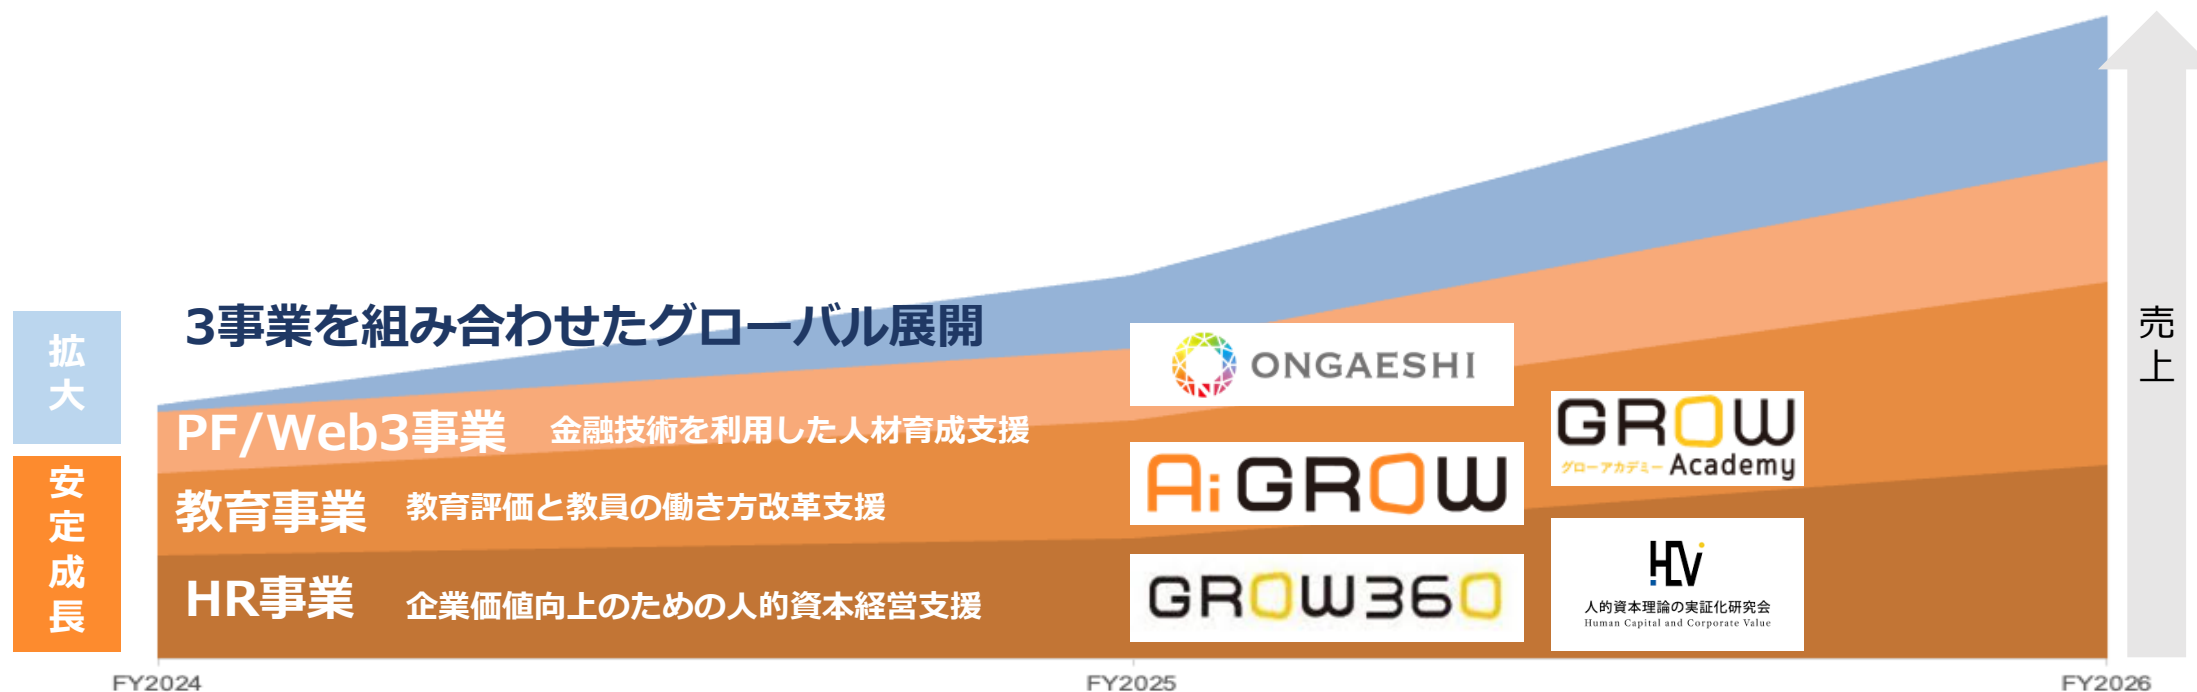 3事業を組み合わせたグローバル展開
拡大
ONGAESHI
PF/Web3事業 金融技術を利用した人材育成支援
GROW
グローアカデミー Academy
安定成長
教育事業 教育評価と教員の働き方改革支援
Ai GROW
HR事業 企業価値向上のための人的資本経営支援
GROW360
HCV
人的資本理論の実証化研究会
Human Capital and Corporate Value
売上
FY2024 FY2025 FY2026